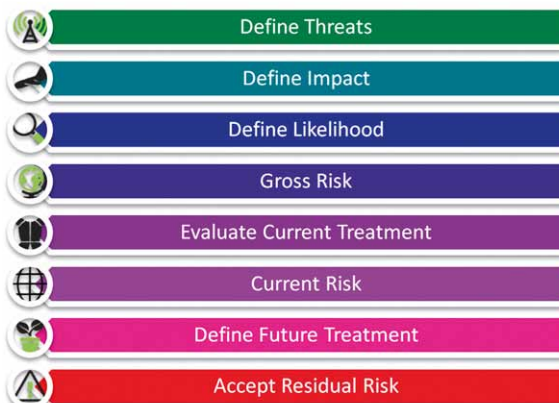 Define Threats
Define Impact
Define Likelihood
Gross Risk
Evaluate Current Treatment
Current Risk
Define Future Treatment
Accept Residual Risk